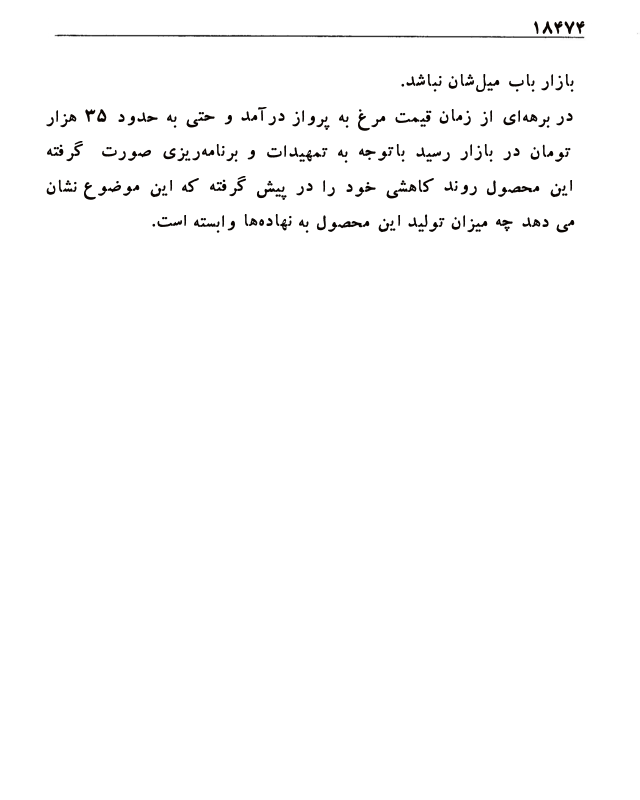 ۱۸۴۷۴
بازار باب میل‌شان نباشد.
در برهه‌ای از زمان قیمت مرغ به پرواز درآمد و حتی به حدود ۳۵ هزار
تومان در بازار رسید باتوجه به تمهیدات و برنامه‌ریزی صورت گرفته
این محصول روند کاهشی خود را در پیش گرفته که این موضوع نشان
می دهد چه میزان تولید این محصول به نهاده‌ها وابسته است.